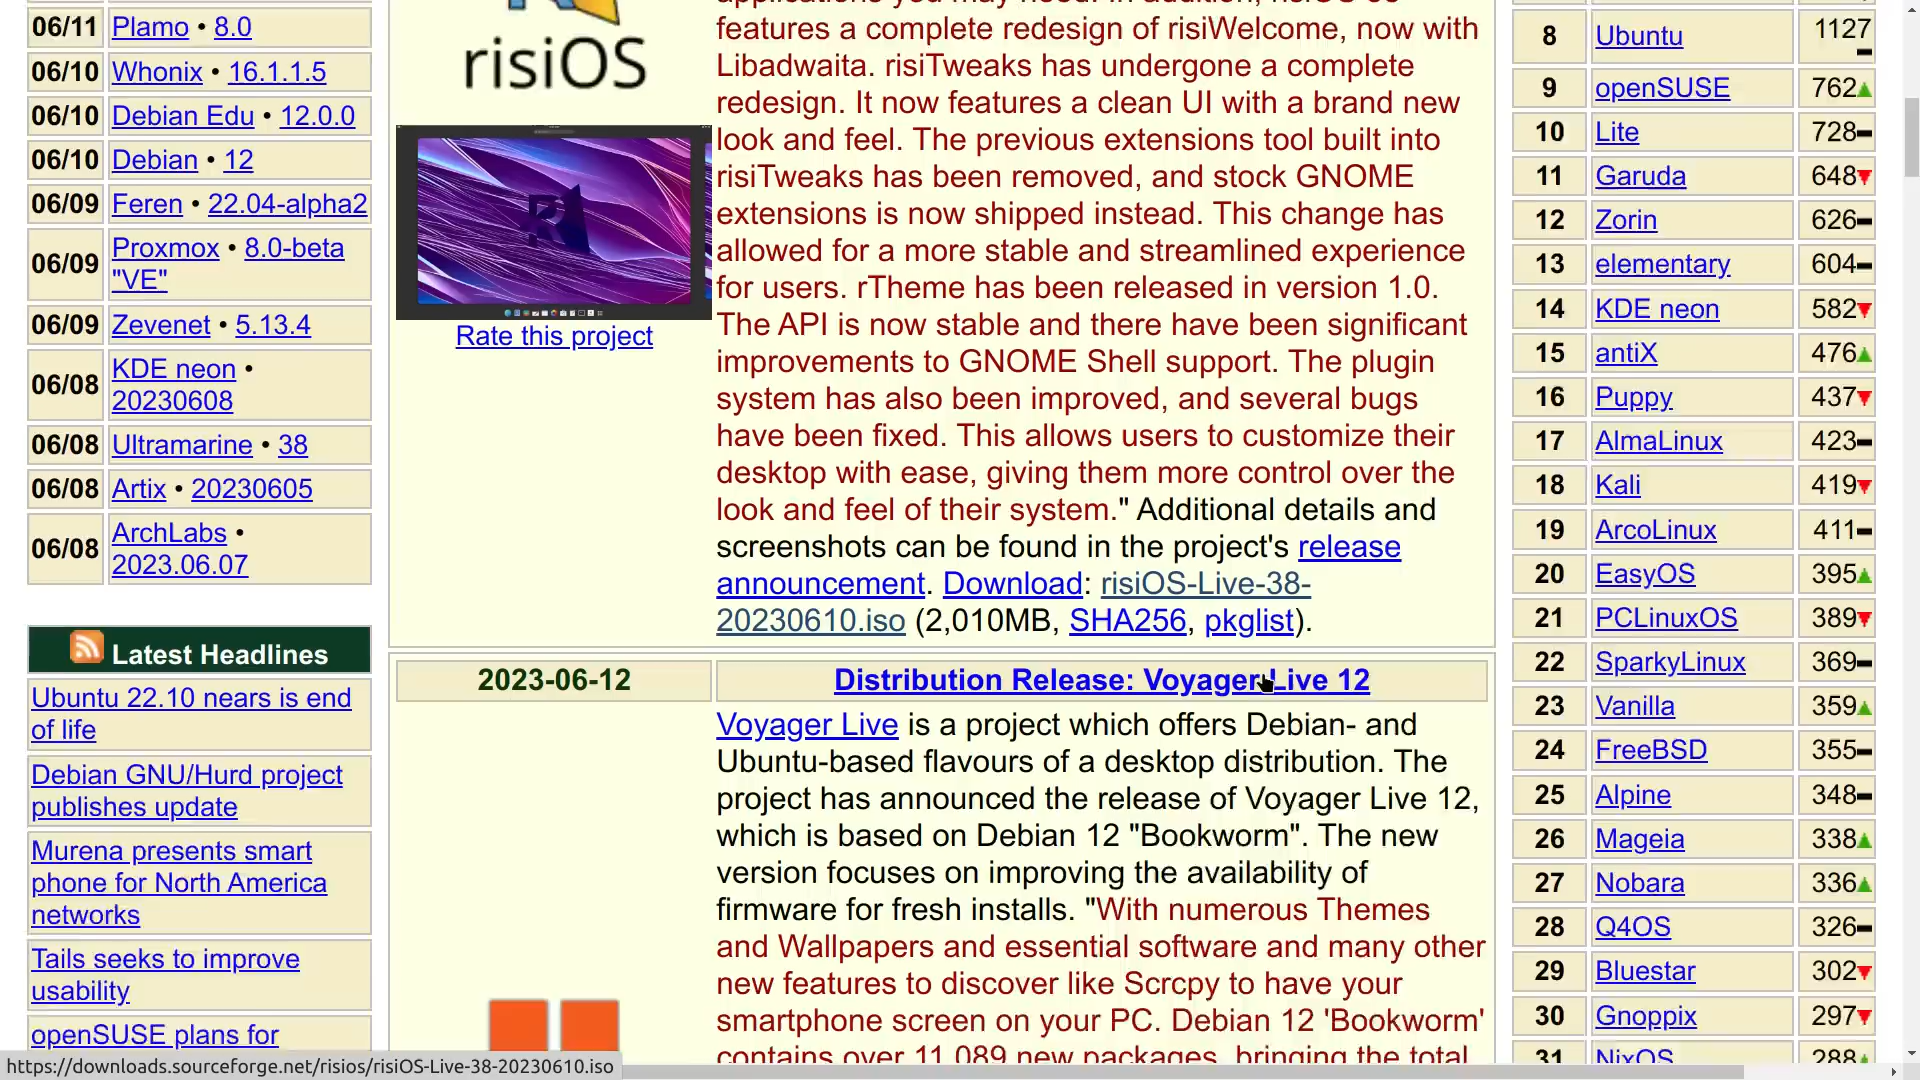 06/11 Plamo • 8.0
06/10 Whonix • 16.1.1.5
06/10 Debian Edu • 12.0.0
06/10 Debian • 12
06/09 Feren • 22.04-alpha2
06/09 Proxmox • 8.0-beta
"VE"
06/09 Zevenet • 5.13.4
06/08 KDE neon •
20230608
06/08 Ultramarine • 38
06/08 Artix • 20230605
06/08 ArchLabs •
2023.06.07
Latest Headlines
Ubuntu 22.10 nears is end
of life
Debian GNU/Hurd project
publishes update
Murena presents smart
phone for North America
networks
Tails seeks to improve
usability
openSUSE plans for
risiOS
Rate this project
features a complete redesign of risiWelcome, now with
Libadwaita. risiTweaks has undergone a complete
redesign. It now features a clean UI with a brand new
look and feel. The previous extensions tool built into
risiTweaks has been removed, and stock GNOME
extensions is now shipped instead. This change has
allowed for a more stable and streamlined experience
for users. rTheme has been released in version 1.0.
The API is now stable and there have been significant
improvements to GNOME Shell support. The plugin
system has also been improved, and several bugs
have been fixed. This allows users to customize their
desktop with ease, giving them more control over the
look and feel of their system." Additional details and
screenshots can be found in the project's release
announcement. Download: risiOS-Live-38-
20230610.iso (2,010MB, SHA256, pkglist).
2023-06-12
Distribution Release: Voyager Live 12
Voyager Live is a project which offers Debian- and
Ubuntu-based flavours of a desktop distribution. The
project has announced the release of Voyager Live 12,
which is based on Debian 12 "Bookworm". The new
version focuses on improving the availability of
firmware for fresh installs. "With numerous Themes
and Wallpapers and essential software and many other
new features to discover like Scrcpy to have your
smartphone screen on your PC. Debian 12 'Bookworm'
contains over 11,089 new packages, bringing the total
8 Ubuntu 1127
9 openSUSE 762
10 Lite 728
11 Garuda 648
12 Zorin 626
13 elementary 604
14 KDE neon 582
15 antiX 476
16 Puppy 437
17 AlmaLinux 423
18 Kali 419
19 ArcoLinux 411
20 EasyOS 395
21 PCLinuxOS 389
22 SparkyLinux 369
23 Vanilla 359
24 FreeBSD 355
25 Alpine 348
26 Mageia 338
27 Nobara 336
28 Q4OS 326
29 Bluestar 302
30 Gnoppix 297
31 NixOS 288
https://downloads.sourceforge.net/risios/risiOS-Live-38-20230610.iso